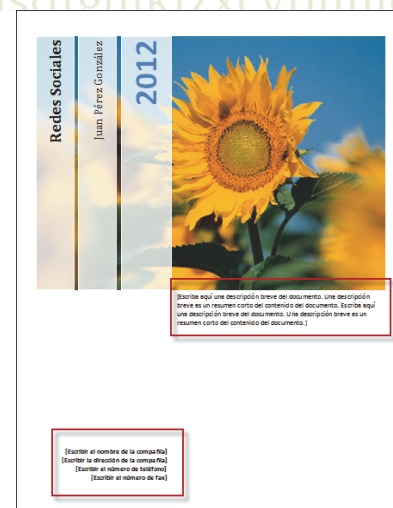 Redes Sociales
Juan Pérez González
2012
[Escriba aquí una descripción breve del documento. Una descripción
breve es un resumen corto del contenido del documento. Escriba aquí
una descripción breve del documento. Una descripción breve es un
resumen corto del contenido del documento.]
[Escribir el nombre de la compañía]
[Escribir la dirección de la compañía]
[Escribir el número de teléfono]
[Escribir el número de fax]